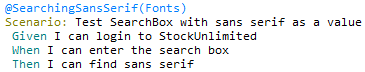 @SearchingSansSerif(Fonts)
Scenario: Test SearchBox with sans serif as a value
Given I can login to StockUnlimited
When I can enter the search box
Then I can find sans serif